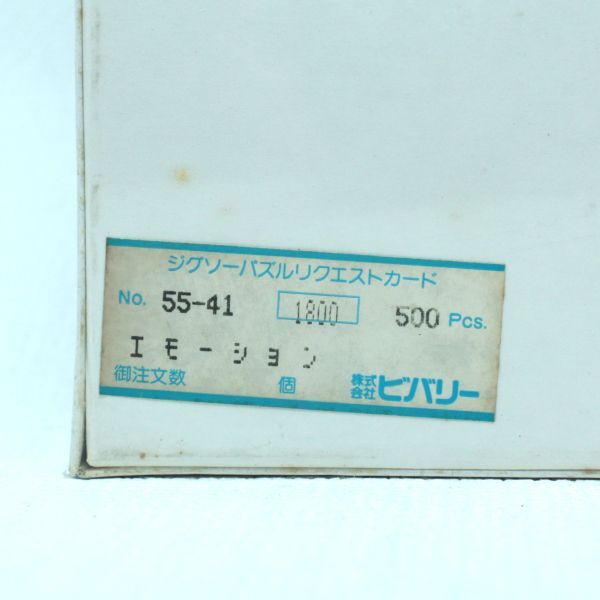 ジグソーパズルリクエストカード
No. 55-41 1800 500 Pcs.
エモーション
御注文数 個 株式会社 ビバリー